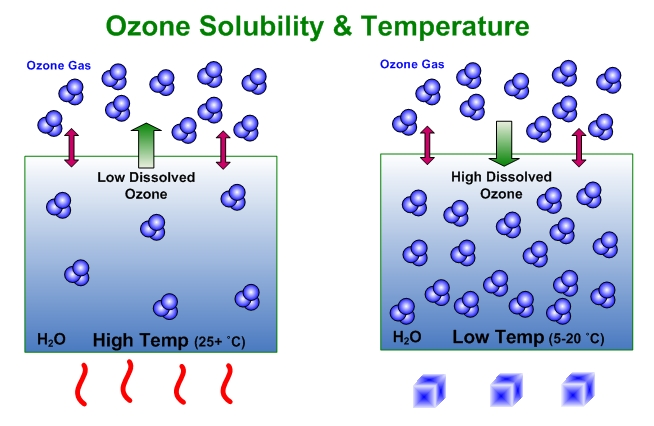 Ozone Solubility & Temperature
Ozone Gas
Low Dissolved
Ozone
H₂O
High Temp (25+ ˚C)
Ozone Gas
High Dissolved
Ozone
H₂O
Low Temp (5-20 ˚C)